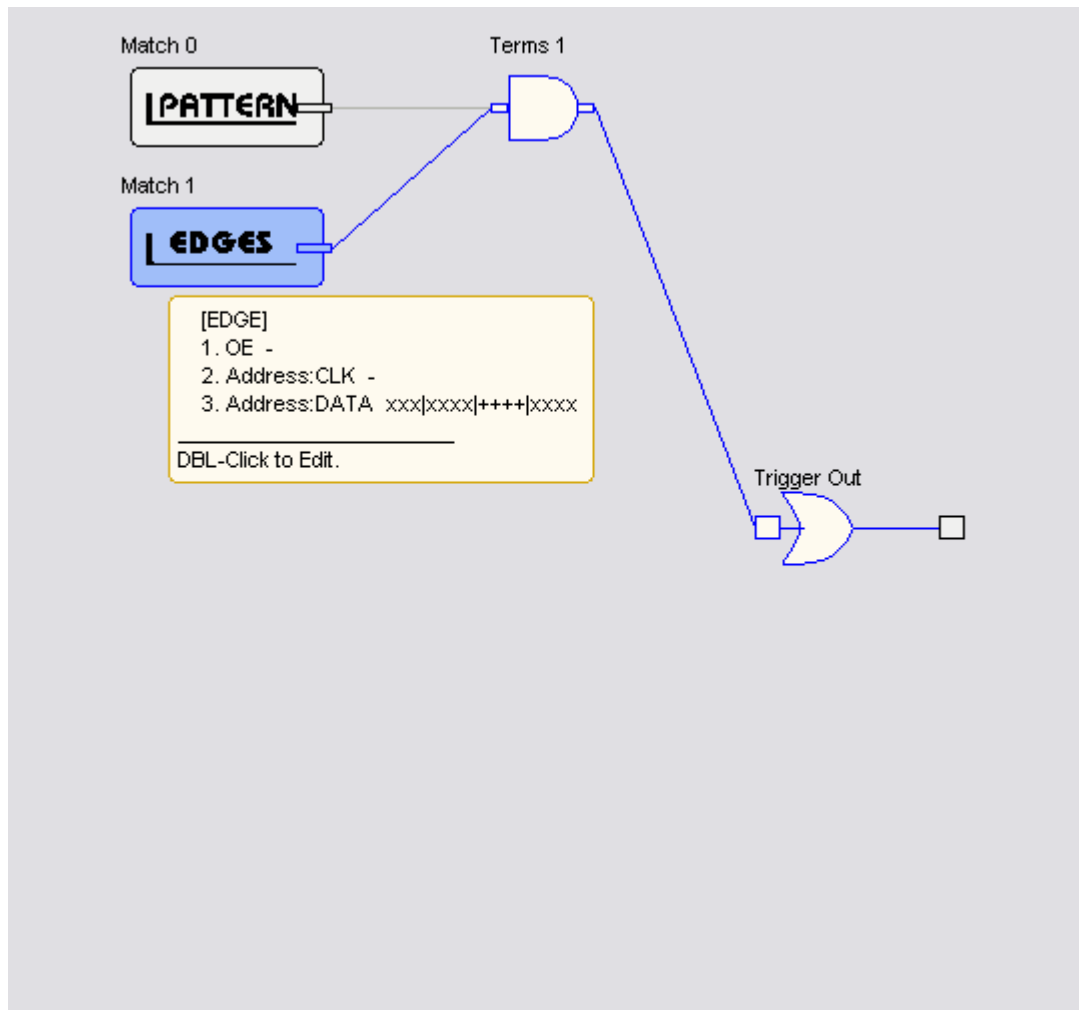 Match 0
Terms 1
PATTERN
Match 1
EDGES
[EDGE]
1. OE -
2. Address:CLK -
3. Address:DATA xxx|xxxx|++++|xxxx
DBL-Click to Edit.
Trigger Out